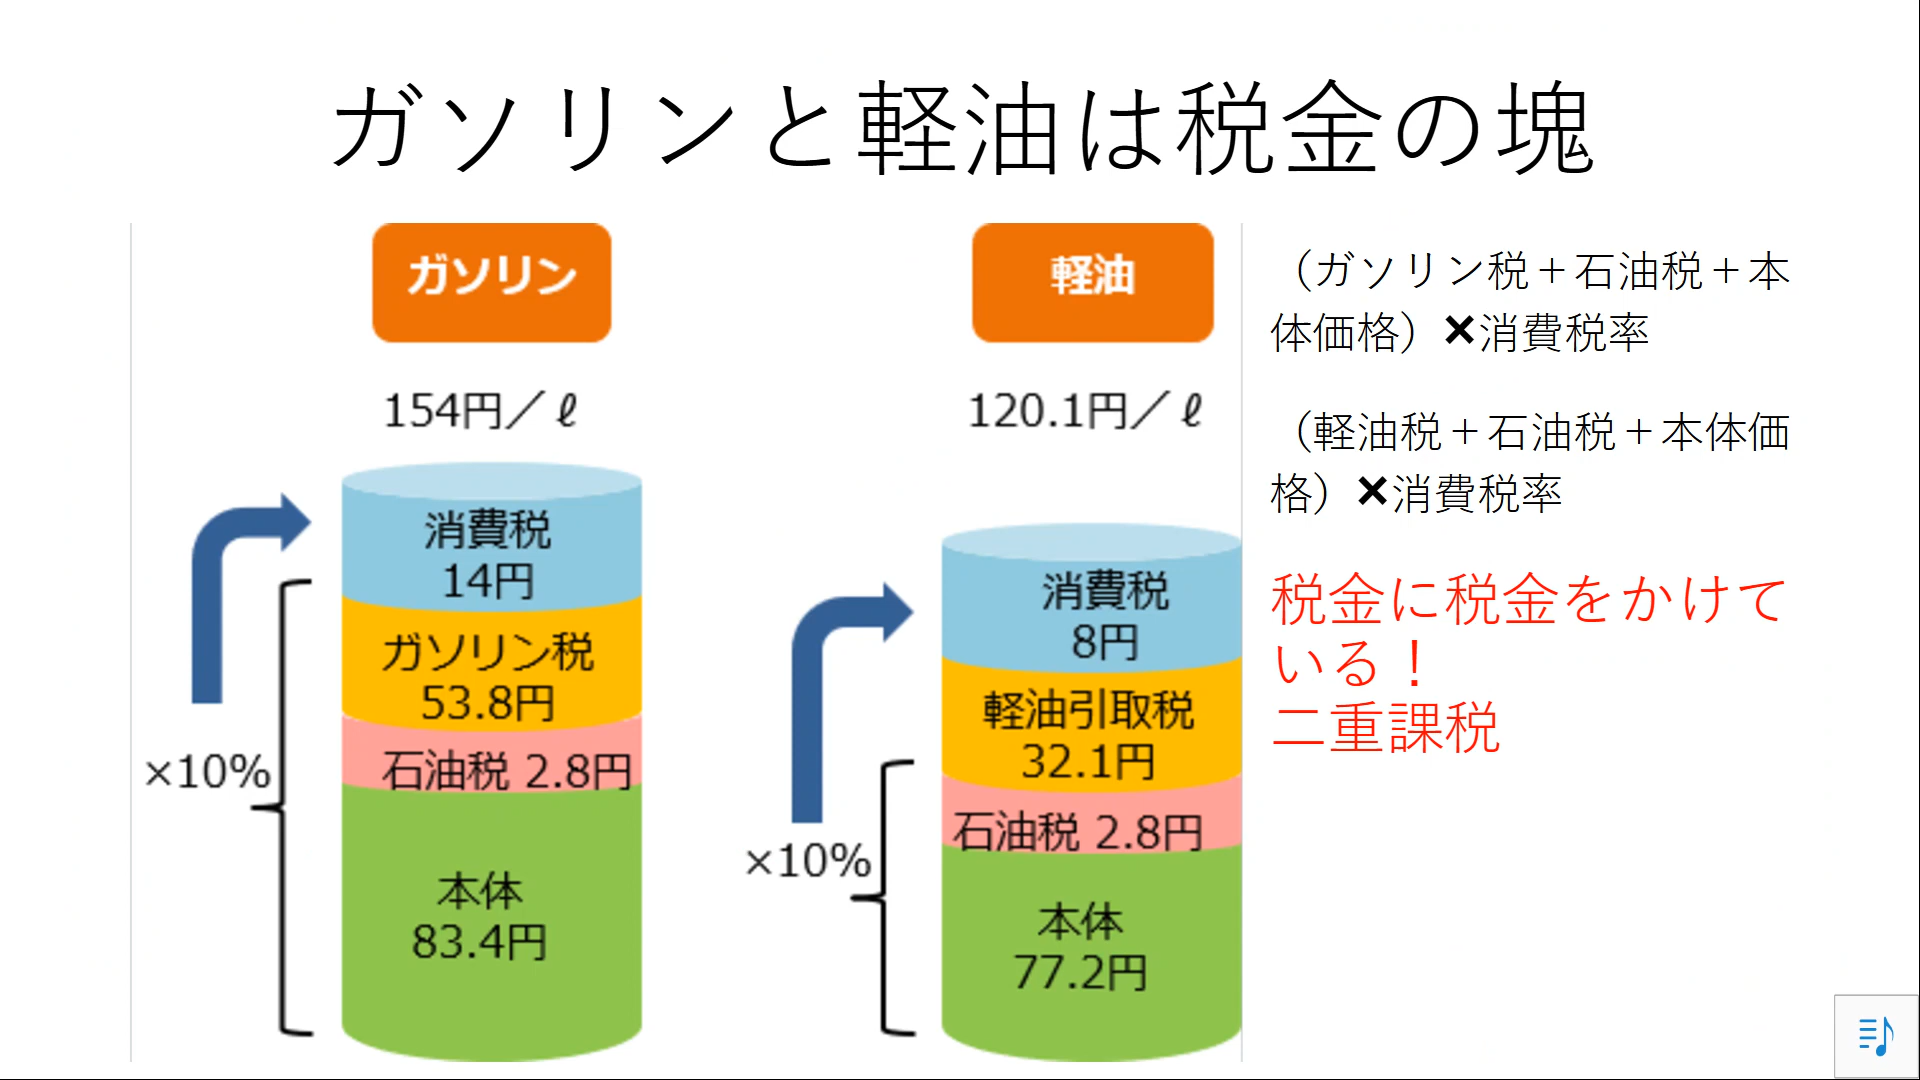 ガソリンと軽油は税金の塊
ガソリン
154円／ℓ
消費税
14円
ガソリン税
53.8円
石油税 2.8円
本体
83.4円
×10%
軽油
120.1円／ℓ
消費税
8円
軽油引取税
32.1円
石油税 2.8円
本体
77.2円
×10%
（ガソリン税＋石油税＋本
体価格）✖消費税率
（軽油税＋石油税＋本体価
格）✖消費税率
税金に税金をかけて
いる！
二重課税